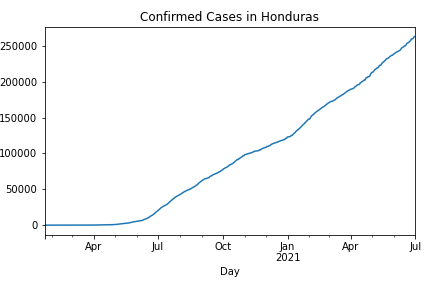 Confirmed Cases in Honduras
250000
200000
150000
100000
50000
0
Apr Jul Oct Jan Apr Jul
2021
Day